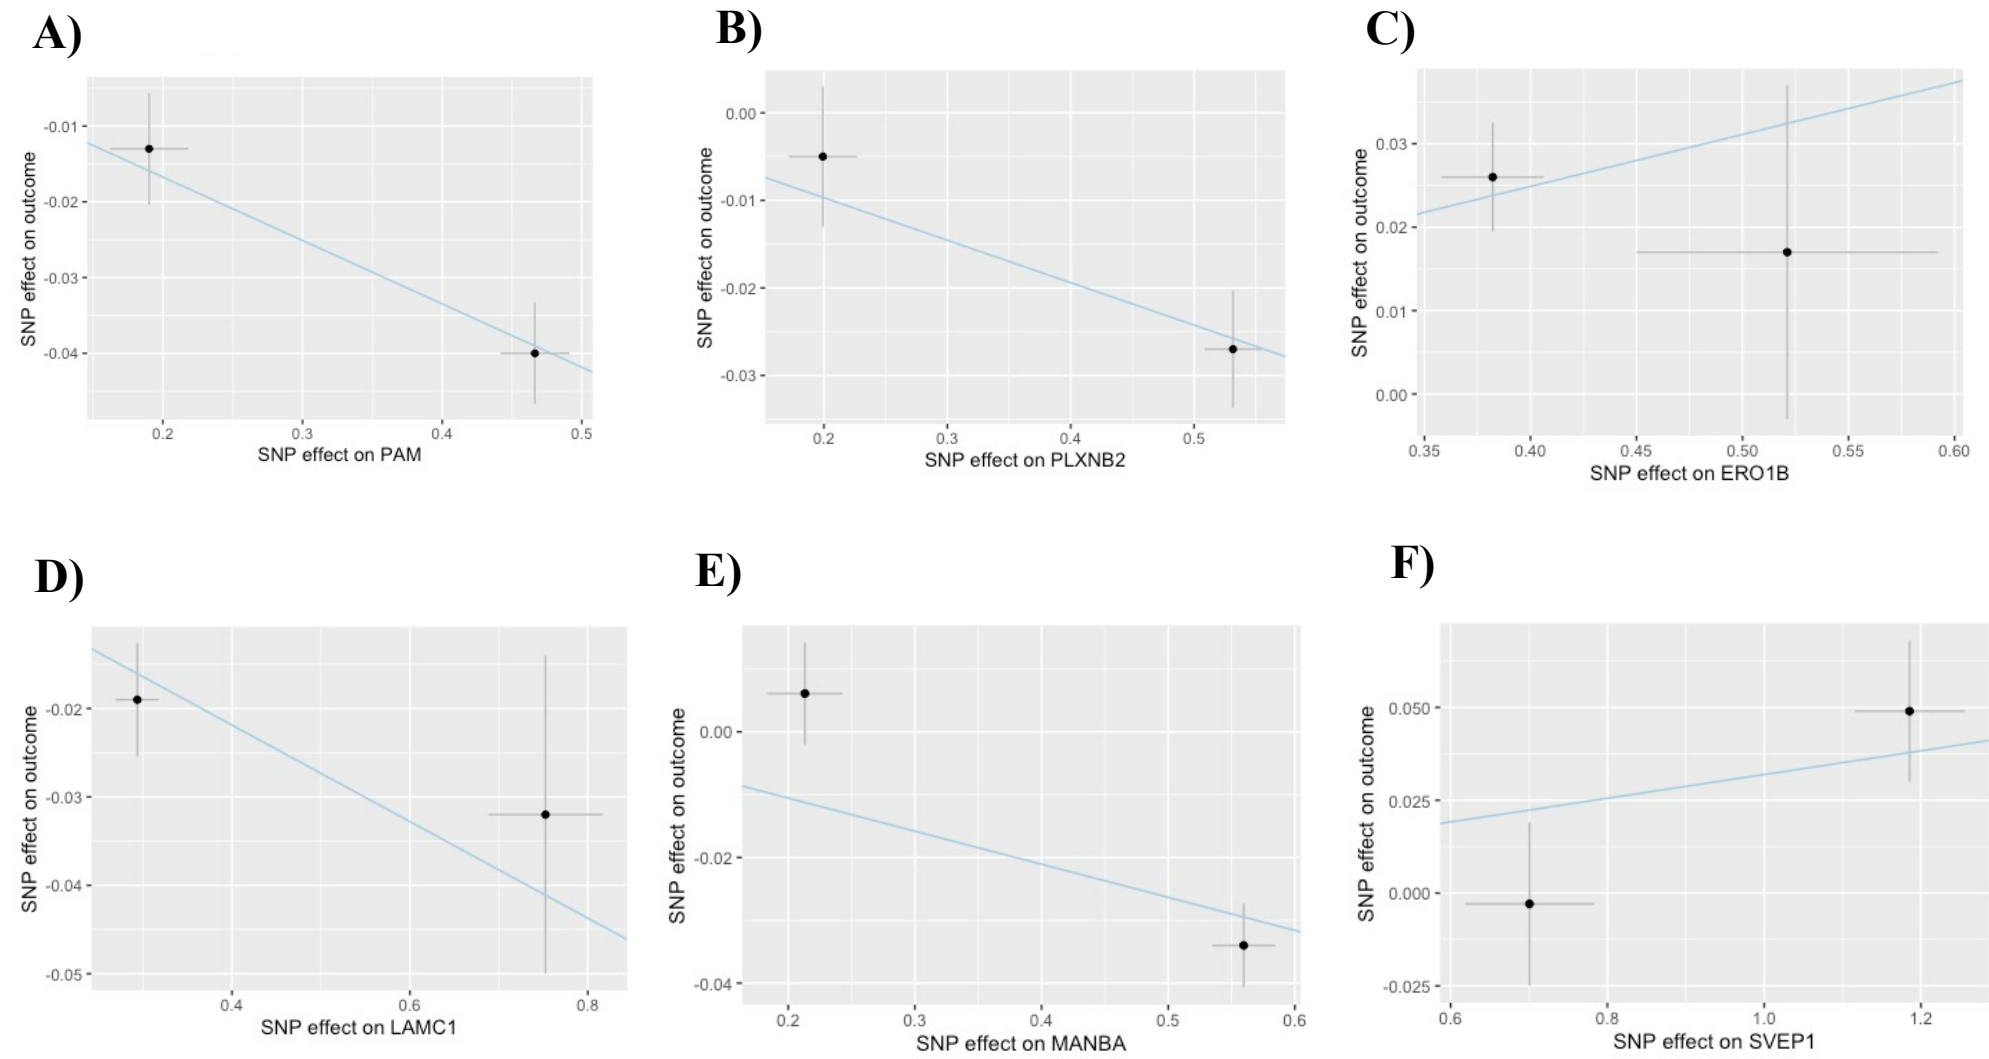 A)
SNP effect on outcome
-0.01
-0.02
-0.03
-0.04
0.2 0.3 0.4 0.5
SNP effect on PAM
B)
SNP effect on outcome
0.00
-0.01
-0.02
-0.03
0.2 0.3 0.4 0.5
SNP effect on PLXNB2
C)
SNP effect on outcome
0.03
0.02
0.01
0.00
0.35 0.40 0.45 0.50 0.55 0.60
SNP effect on ERO1B
D)
SNP effect on outcome
-0.02
-0.03
-0.04
-0.05
0.4 0.6 0.8
SNP effect on LAMC1
E)
SNP effect on outcome
0.00
-0.02
-0.04
0.2 0.3 0.4 0.5 0.6
SNP effect on MANBA
F)
SNP effect on outcome
0.050
0.025
0.000
-0.025
0.6 0.8 1.0 1.2
SNP effect on SVEP1